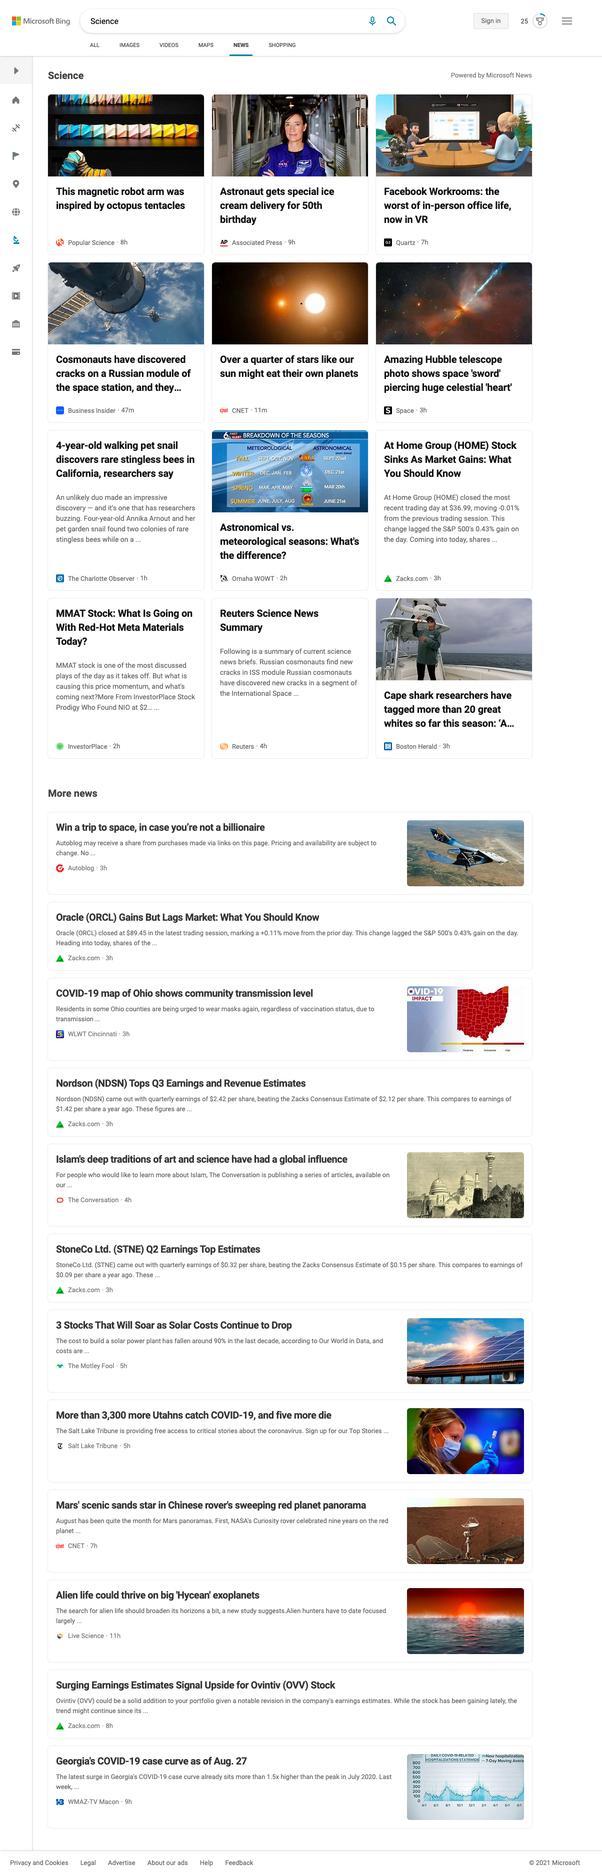 Microsoft Bing
Science
Sign in
25
ALL
IMAGES
VIDEOS
MAPS
NEWS
SHOPPING
Science
Powered by Microsoft News
This magnetic robot arm was
inspired by octopus tentacles
Popular Science · 8h
Astronaut gets special ice
cream delivery for 50th
birthday
AP Associated Press · 9h
Facebook Workrooms: the
worst of in-person office life,
now in VR
Quartz · 7h
Cosmonauts have discovered
cracks on a Russian module of
the space station, and they…
Business Insider · 47m
Over a quarter of stars like our
sun might eat their own planets
CNET · 11m
Amazing Hubble telescope
photo shows space 'sword'
piercing huge celestial 'heart'
Space · 3h
4-year-old walking pet snail
discovers rare stingless bees in
California, researchers say
An unlikely duo made an impressive
discovery — and it's one that has researchers
buzzing. Four-year-old Annika Arnout and her
pet garden snail found two colonies of rare
stingless bees while on a ...
The Charlotte Observer · 1h
BREAKDOWN OF THE SEASONS
METEOROLOGICAL
ASTRONOMICAL
FALL
SEPT, OCT, NOV
SEPT 22nd
WINTER
DEC, JAN, FEB
DEC 21st
SPRING
MAR, APR, MAY
MAR 20th
SUMMER
JUNE, JULY, AUG
JUNE 21st
Astronomical vs.
meteorological seasons: What's
the difference?
Omaha WOWT · 2h
At Home Group (HOME) Stock
Sinks As Market Gains: What
You Should Know
At Home Group (HOME) closed the most
recent trading day at $36.99, moving -0.01%
from the previous trading session. This
change lagged the S&P 500's 0.43% gain on
the day. Coming into today, shares ...
Zacks.com · 3h
MMAT Stock: What Is Going on
With Red-Hot Meta Materials
Today?
MMAT stock is one of the most discussed
plays of the day as it takes off. But what is
causing this price momentum, and what's
coming next?More From InvestorPlace Stock
Prodigy Who Found NIO at $2… ...
InvestorPlace · 2h
Reuters Science News
Summary
Following is a summary of current science
news briefs. Russian cosmonauts find new
cracks in ISS module Russian cosmonauts
have discovered new cracks in a segment of
the International Space ...
Reuters · 4h
Cape shark researchers have
tagged more than 20 great
whites so far this season: 'A…
Boston Herald · 3h
More news
Win a trip to space, in case you're not a billionaire
Autoblog may receive a share from purchases made via links on this page. Pricing and availability are subject to
change. No ...
Autoblog · 3h
Oracle (ORCL) Gains But Lags Market: What You Should Know
Oracle (ORCL) closed at $89.45 in the latest trading session, marking a +0.11% move from the prior day. This change lagged the S&P 500's 0.43% gain on the day.
Heading into today, shares of the ...
Zacks.com · 3h
COVID-19 map of Ohio shows community transmission level
Residents in some Ohio counties are being urged to wear masks again, regardless of vaccination status, due to
transmission ...
WLWT Cincinnati · 3h
OVID-19
IMPACT
Nordson (NDSN) Tops Q3 Earnings and Revenue Estimates
Nordson (NDSN) came out with quarterly earnings of $2.42 per share, beating the Zacks Consensus Estimate of $2.12 per share. This compares to earnings of
$1.42 per share a year ago. These figures are ...
Zacks.com · 3h
Islam's deep traditions of art and science have had a global influence
For people who would like to learn more about Islam, The Conversation is publishing a series of articles, available on
our ...
The Conversation · 4h
StoneCo Ltd. (STNE) Q2 Earnings Top Estimates
StoneCo Ltd. (STNE) came out with quarterly earnings of $0.32 per share, beating the Zacks Consensus Estimate of $0.15 per share. This compares to earnings of
$0.09 per share a year ago. These ...
Zacks.com · 3h
3 Stocks That Will Soar as Solar Costs Continue to Drop
The cost to build a solar power plant has fallen around 90% in the last decade, according to Our World in Data, and
costs are ...
The Motley Fool · 5h
More than 3,300 more Utahns catch COVID-19, and five more die
The Salt Lake Tribune is providing free access to critical stories about the coronavirus. Sign up for our Top Stories ...
Salt Lake Tribune · 5h
Mars' scenic sands star in Chinese rover's sweeping red planet panorama
August has been quite the month for Mars panoramas. First, NASA's Curiosity rover celebrated nine years on the red
planet ...
CNET · 7h
Alien life could thrive on big 'Hycean' exoplanets
The search for alien life should broaden its horizons a bit, a new study suggests.Alien hunters have to date focused
largely ...
Live Science · 11h
Surging Earnings Estimates Signal Upside for Ovintiv (OVV) Stock
Ovintiv (OVV) could be a solid addition to your portfolio given a notable revision in the company's earnings estimates. While the stock has been gaining lately, the
trend might continue since its ...
Zacks.com · 8h
Georgia's COVID-19 case curve as of Aug. 27
The latest surge in Georgia's COVID-19 case curve already sits more than 1.5x higher than the peak in July 2020. Last
week, ...
WMAZ-TV Macon · 9h
DAILY COVID-19-RELATED
HOSPITALIZATIONS STATEWIDE
New hospitalization
7-Day Moving Avera
800
700
600
500
400
300
200
100
0
Privacy and Cookies
Legal
Advertise
About our ads
Help
Feedback
© 2021 Microsoft